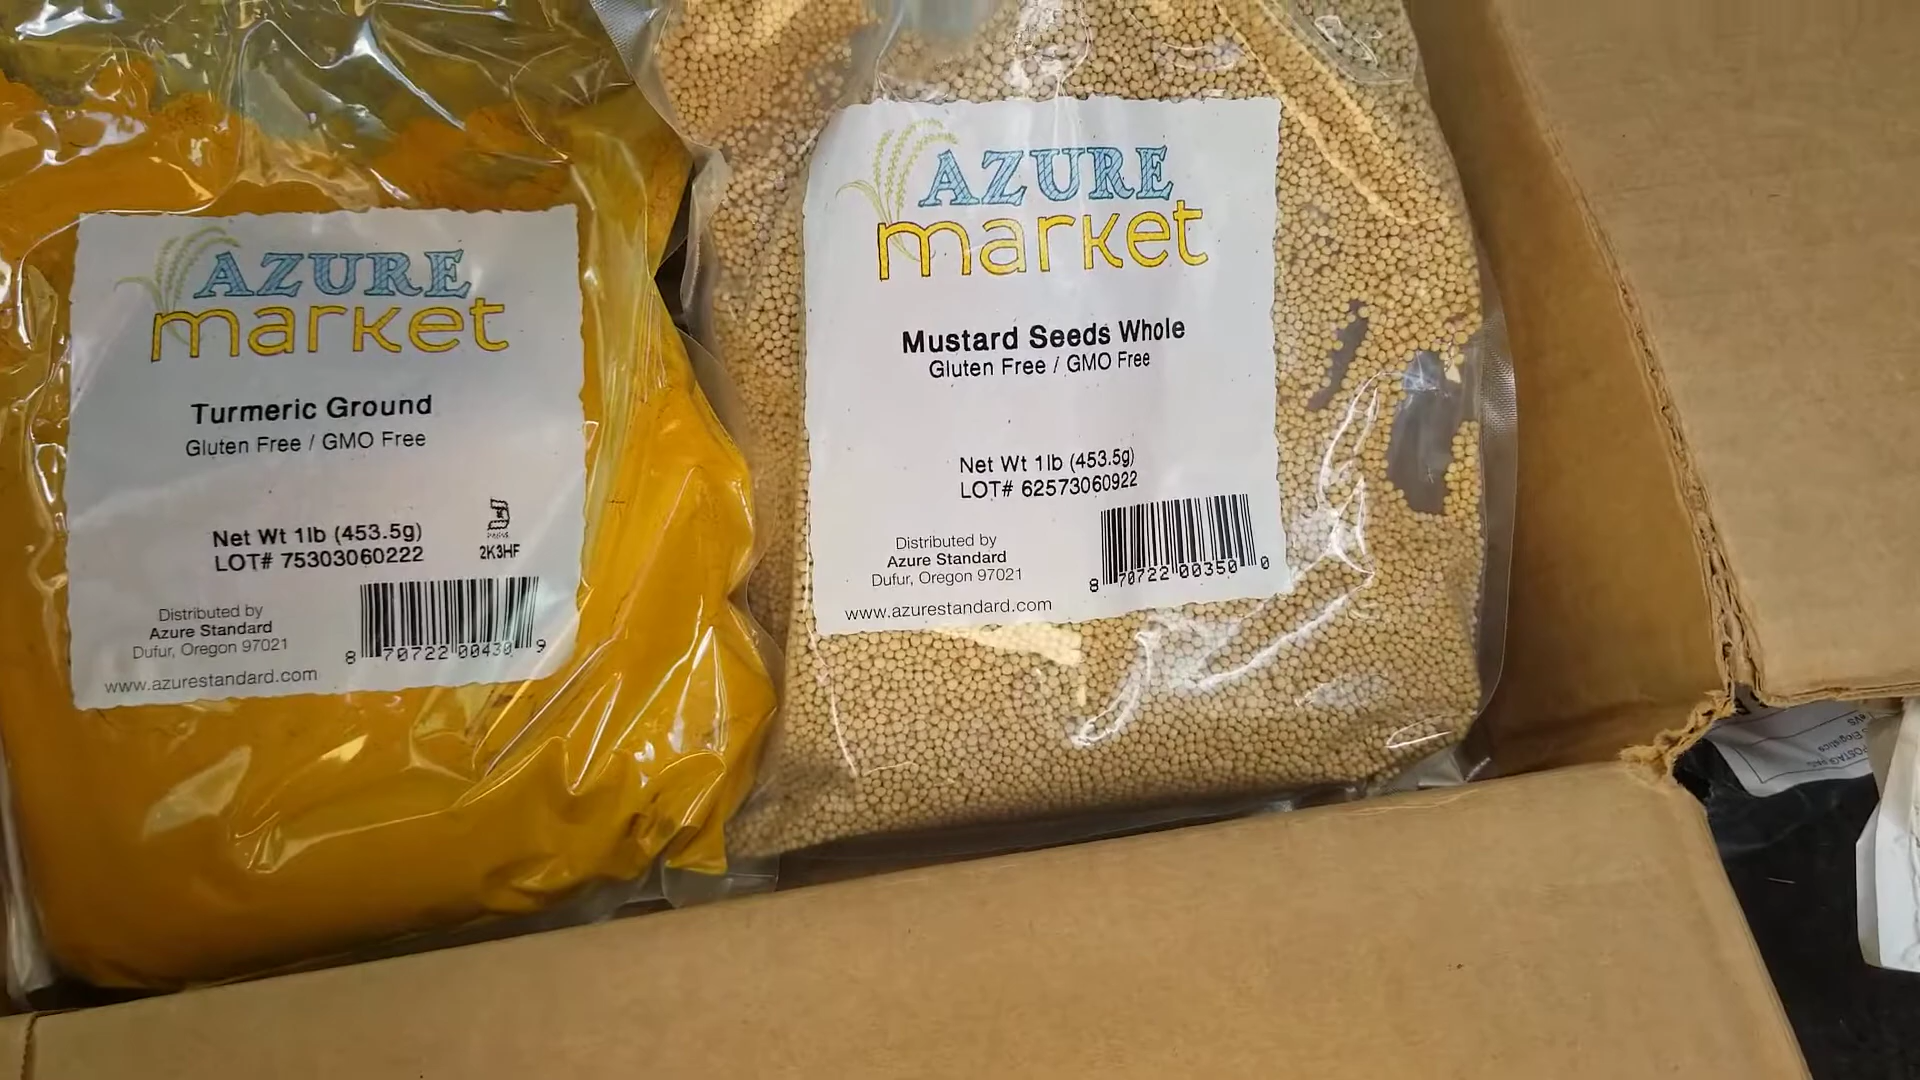 AZURE
market
Turmeric Ground
Gluten Free / GMO Free
Net Wt 1lb (453.5g)
LOT# 75303060222
2K3HF
Distributed by
Azure Standard
Dufur, Oregon 97021
www.azurestandard.com
8 70722 00430 9
AZURE
market
Mustard Seeds Whole
Gluten Free / GMO Free
Net Wt 1lb (453.5g)
LOT# 62573060922
Distributed by
Azure Standard
Dufur, Oregon 97021
www.azurestandard.com
8 70722 00350 0